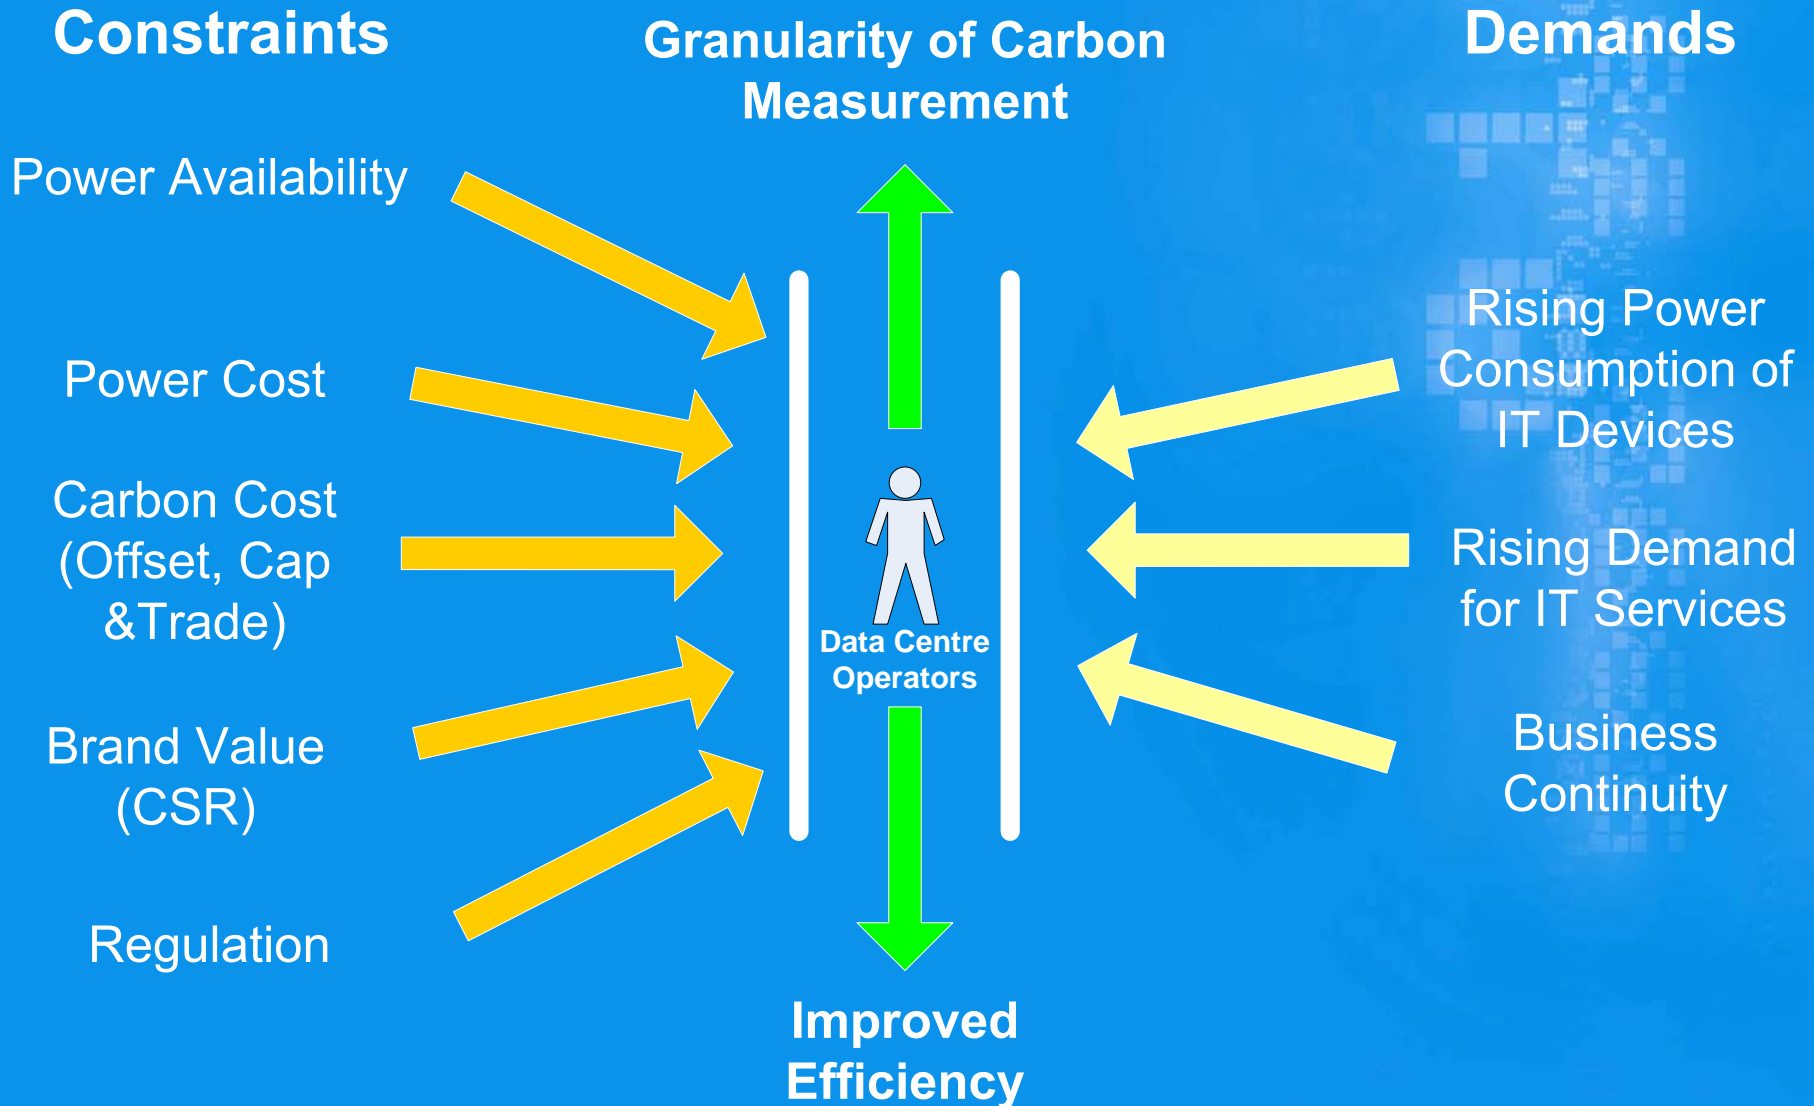 Constraints
Power Availability
Power Cost
Carbon Cost
(Offset, Cap
&Trade)
Brand Value
(CSR)
Regulation
Granularity of Carbon
Measurement
Data Centre
Operators
Improved
Efficiency
Demands
Rising Power
Consumption of
IT Devices
Rising Demand
for IT Services
Business
Continuity